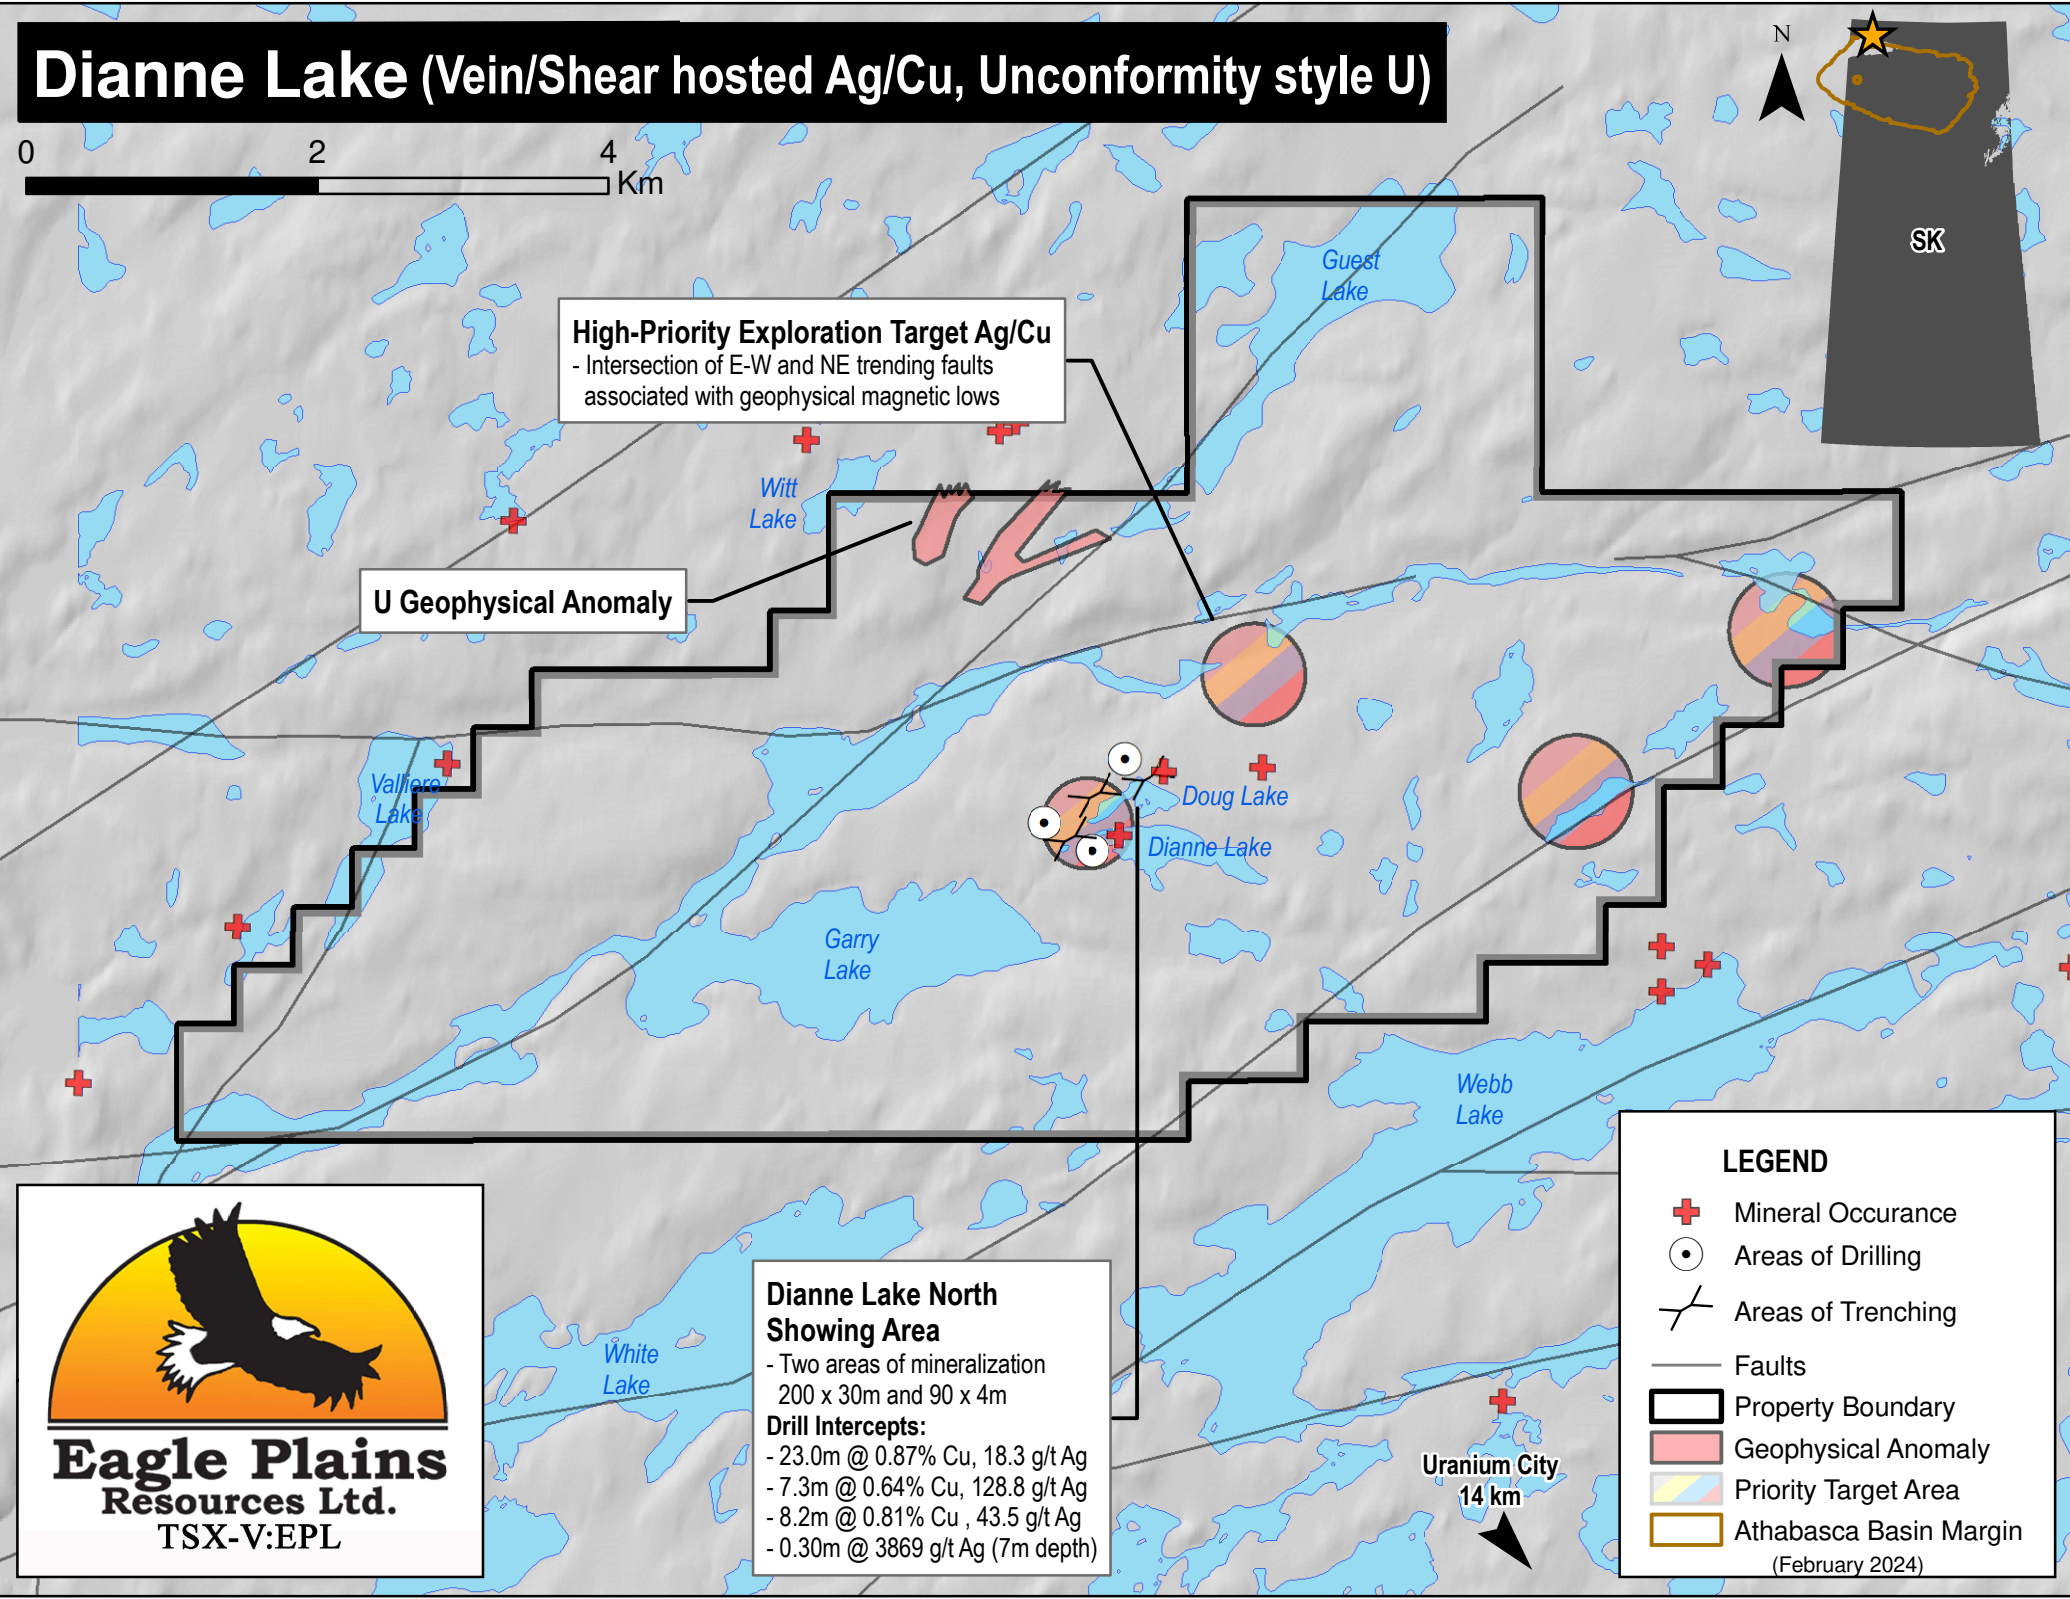 Dianne Lake (Vein/Shear hosted Ag/Cu, Unconformity style U)
N
0 2 4
Km
SK
Guest
Lake
High-Priority Exploration Target Ag/Cu
- Intersection of E-W and NE trending faults
associated with geophysical magnetic lows
Witt
Lake
U Geophysical Anomaly
Valliere
Lake
Doug Lake
Dianne Lake
Garry
Lake
Webb
Lake
White
Lake
Dianne Lake North
Showing Area
- Two areas of mineralization
200 x 30m and 90 x 4m
Drill Intercepts:
- 23.0m @ 0.87% Cu, 18.3 g/t Ag
- 7.3m @ 0.64% Cu, 128.8 g/t Ag
- 8.2m @ 0.81% Cu , 43.5 g/t Ag
- 0.30m @ 3869 g/t Ag (7m depth)
Uranium City
14 km
Eagle Plains
Resources Ltd.
TSX-V:EPL
LEGEND
Mineral Occurance
Areas of Drilling
Areas of Trenching
Faults
Property Boundary
Geophysical Anomaly
Priority Target Area
Athabasca Basin Margin
(February 2024)